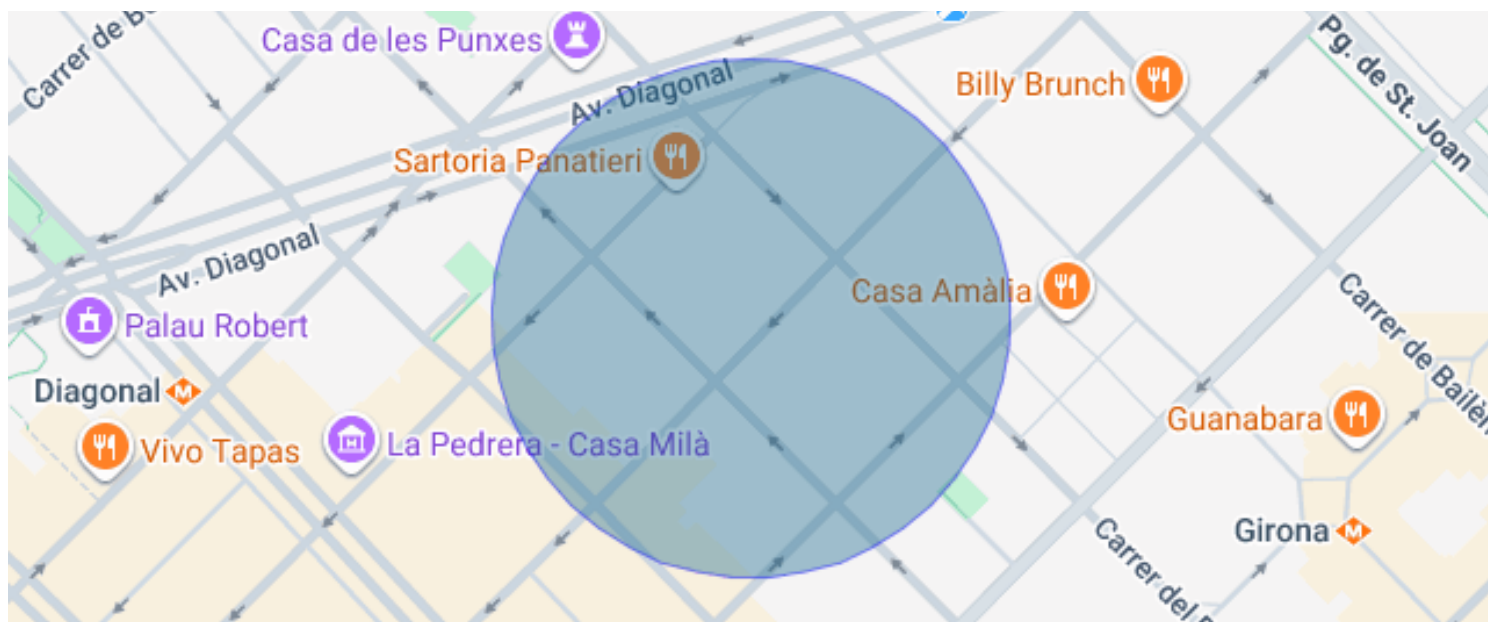 Carrer de B
Casa de les Punxes
Av. Diagonal
Billy Brunch
Pg. de St. Joan
Sartoria Panatieri
Av. Diagonal
Casa Amàlia
Palau Robert
Carrer de Bailèn
Diagonal
M
Vivo Tapas
La Pedrera - Casa Milà
Guanabara
Girona
M
Carrer del